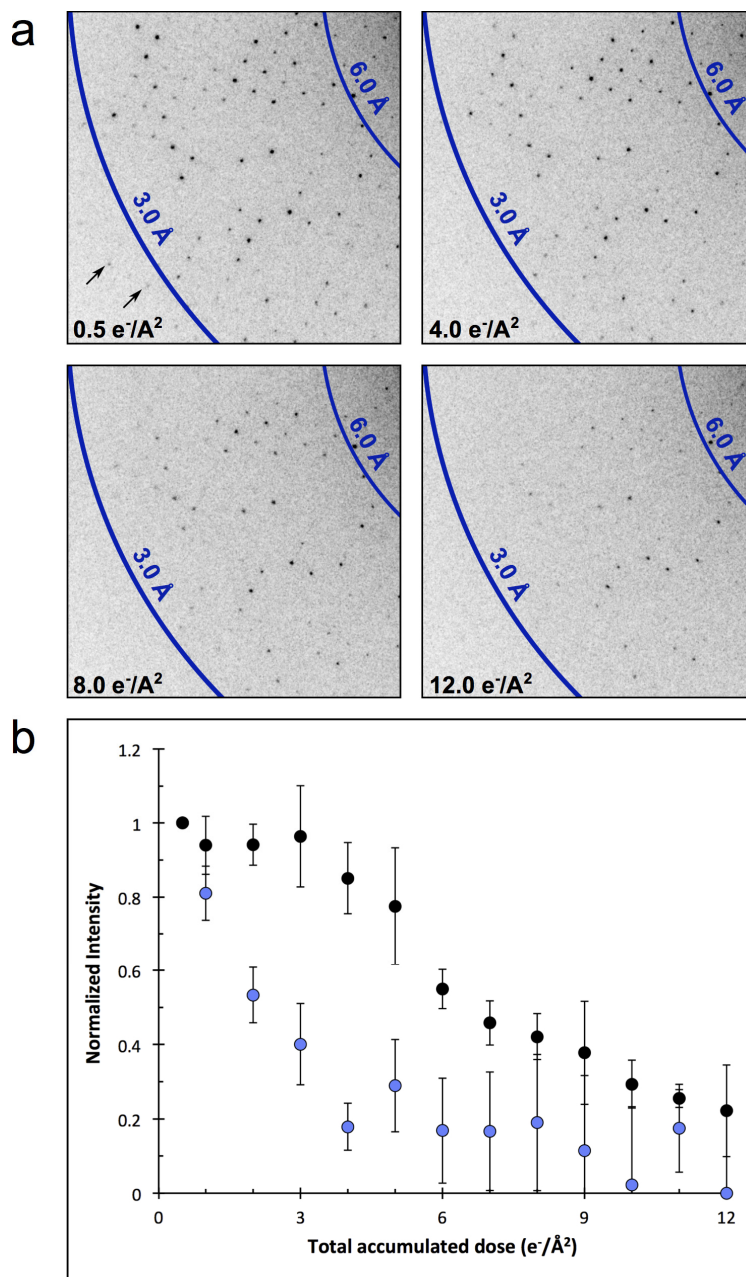 a
6.0 Å
3.0 Å
0.5 e⁻/A²
6.0 Å
3.0 Å
4.0 e⁻/A²
6.0 Å
3.0 Å
8.0 e⁻/A²
6.0 Å
3.0 Å
12.0 e⁻/A²
b
1.2
1
0.8
0.6
0.4
0.2
0
0 3 6 9 12
Normalized Intensity
Total accumulated dose (e⁻/Å²)